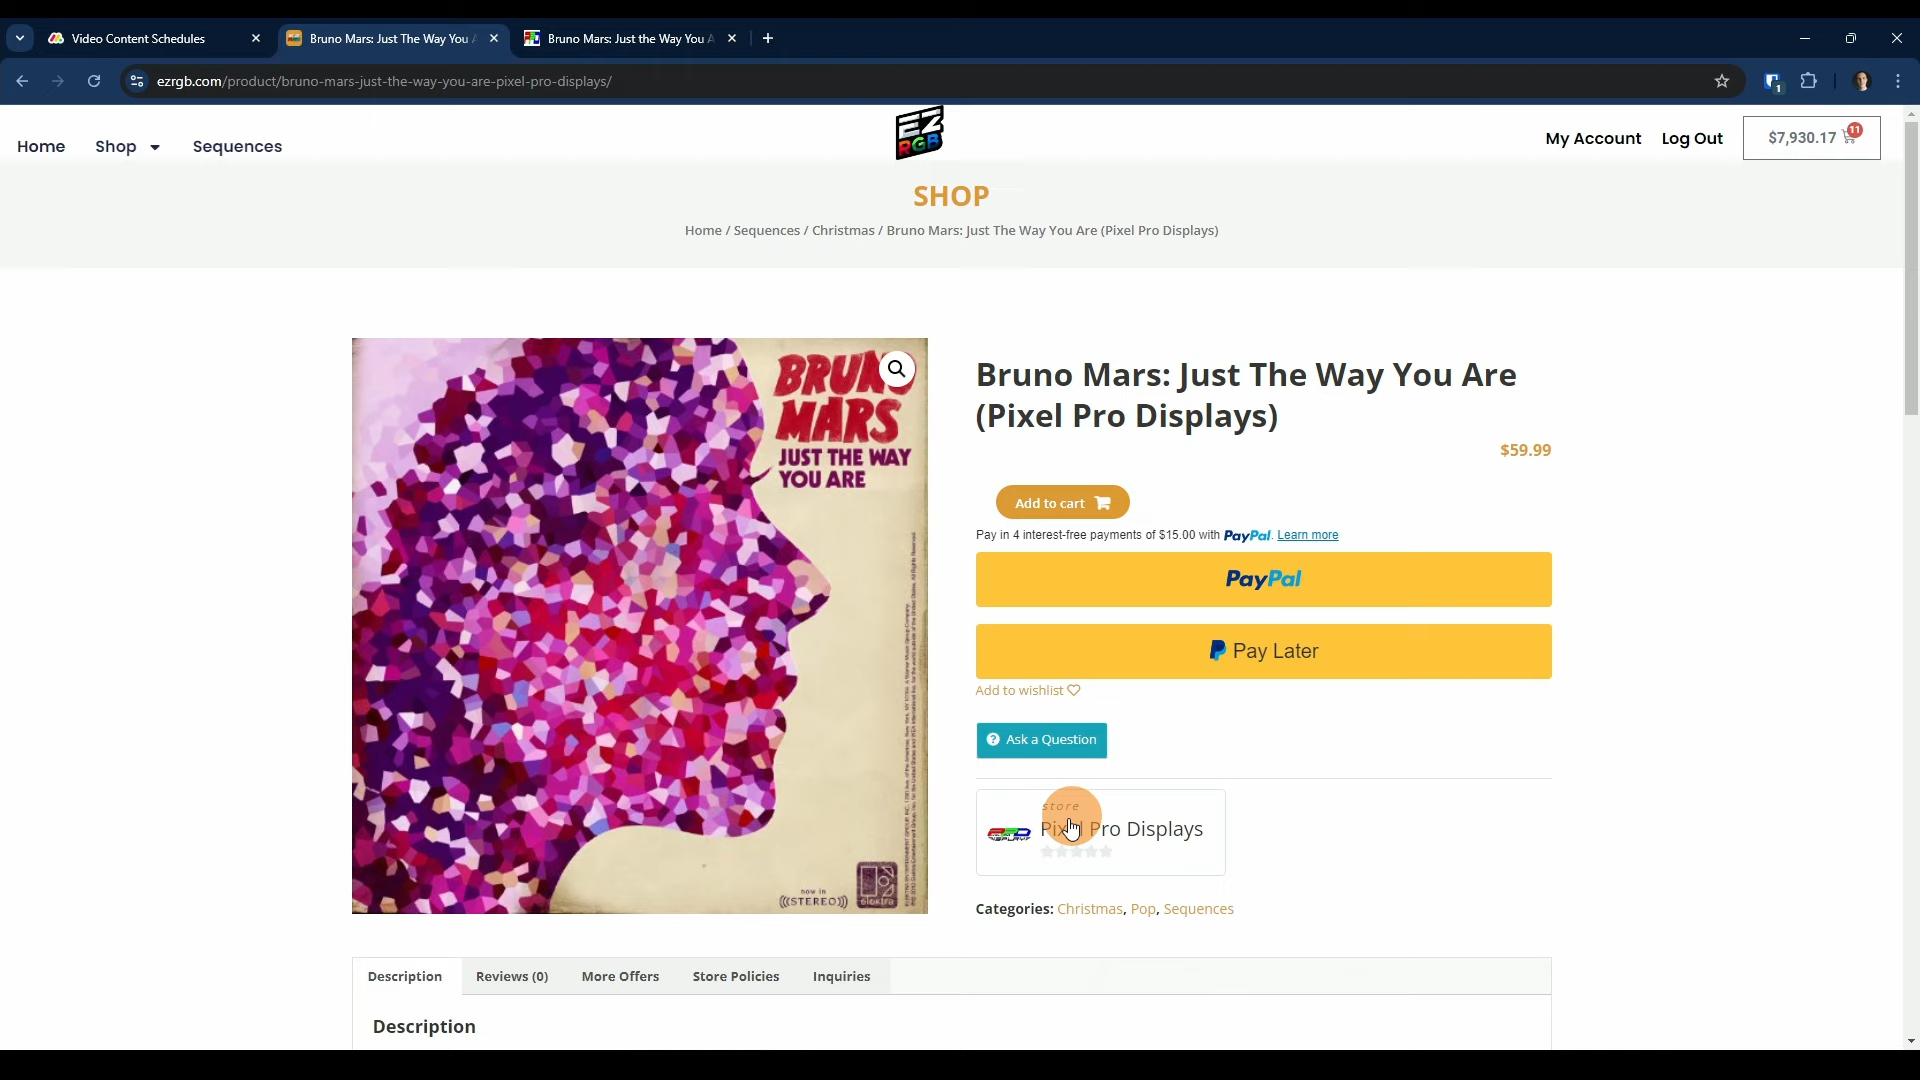 Video Content Schedules
Bruno Mars: Just The Way You A
Bruno Mars: Just the Way You A
ezrgb.com/product/bruno-mars-just-the-way-you-are-pixel-pro-displays/
1
Home
Shop
Sequences
EZ
RGB
My Account
Log Out
$7,930.17
11
SHOP
Home / Sequences / Christmas / Bruno Mars: Just The Way You Are (Pixel Pro Displays)
BRUNO
MARS
JUST THE WAY
YOU ARE
now in
((STEREO))
elektra
Bruno Mars: Just The Way You Are
(Pixel Pro Displays)
$59.99
Add to cart
Pay in 4 interest-free payments of $15.00 with PayPal. Learn more
PayPal
Pay Later
Add to wishlist
Ask a Question
store
Pixel Pro Displays
Categories: Christmas, Pop, Sequences
Description
Reviews (0)
More Offers
Store Policies
Inquiries
Description